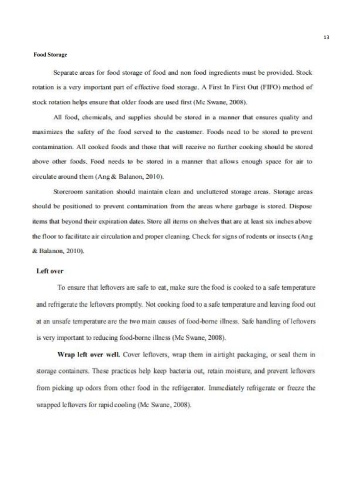 13
Food Storage
Separate areas for food storage of food and non food ingredients must be provided. Stock
rotation is a very important part of effective food storage. A First In First Out (FIFO) method of
stock rotation helps ensure that older foods are used first (Mc Swane, 2008).
All food, chemicals, and supplies should be stored in a manner that ensures quality and
maximizes the safety of the food served to the customer. Foods need to be stored to prevent
contamination. All cooked foods and those that will receive no further cooking should be stored
above other foods. Food needs to be stored in a manner that allows enough space for air to
circulate around them (Ang & Balanon, 2010).
Storeroom sanitation should maintain clean and uncluttered storage areas. Storage areas
should be positioned to prevent contamination from the areas where garbage is stored. Dispose
items that beyond their expiration dates. Store all items on shelves that are at least six inches above
the floor to facilitate air circulation and proper cleaning. Check for signs of rodents or insects (Ang
& Balanon, 2010).
Left over
To ensure that leftovers are safe to eat, make sure the food is cooked to a safe temperature
and refrigerate the leftovers promptly. Not cooking food to a safe temperature and leaving food out
at an unsafe temperature are the two main causes of food-borne illness. Safe handling of leftovers
is very important to reducing food-borne illness (Mc Swane, 2008).
Wrap left over well. Cover leftovers, wrap them in airtight packaging, or seal them in
storage containers. These practices help keep bacteria out, retain moisture, and prevent leftovers
from picking up odors from other food in the refrigerator. Immediately refrigerate or freeze the
wrapped leftovers for rapid cooling (Mc Swane, 2008).